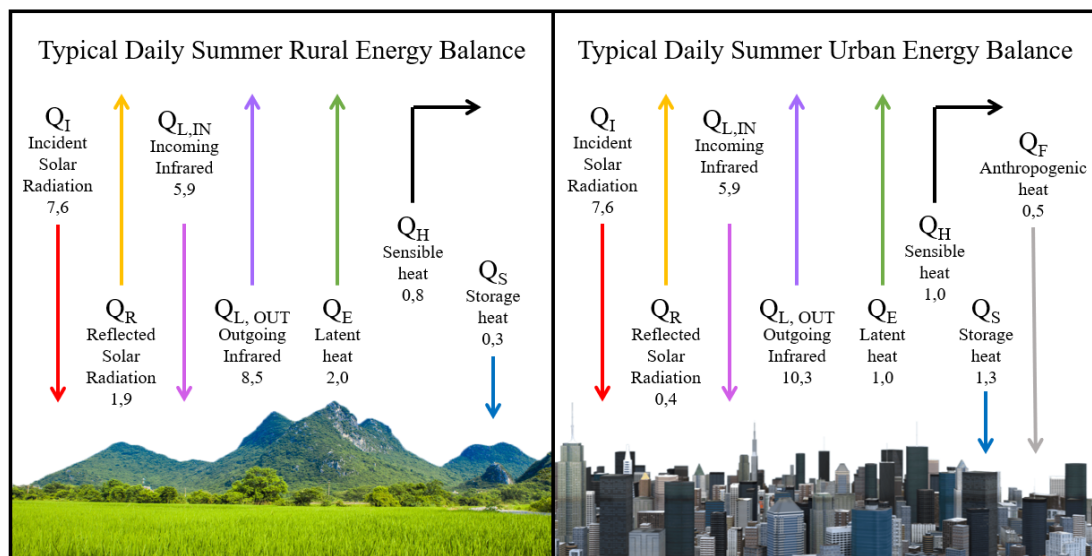 Typical Daily Summer Rural Energy Balance
Q_I
Incident
Solar
Radiation
7,6
Q_R
Reflected
Solar
Radiation
1,9
Q_L,IN
Incoming
Infrared
5,9
Q_L, OUT
Outgoing
Infrared
8,5
Q_E
Latent
heat
2,0
Q_H
Sensible
heat
0,8
Q_S
Storage
heat
0,3
Typical Daily Summer Urban Energy Balance
Q_I
Incident
Solar
Radiation
7,6
Q_R
Reflected
Solar
Radiation
0,4
Q_L,IN
Incoming
Infrared
5,9
Q_L, OUT
Outgoing
Infrared
10,3
Q_E
Latent
heat
1,0
Q_H
Sensible
heat
1,0
Q_S
Storage
heat
1,3
Q_F
Anthropogenic
heat
0,5